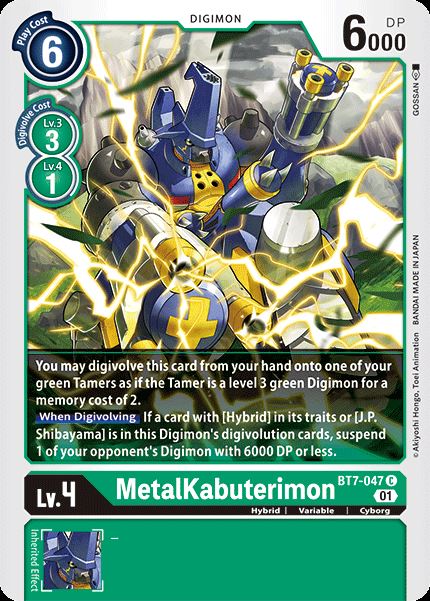 DIGIMON
Play Cost
6
6000 DP
Digivolve Cost
Lv.3
3
Lv.4
1
GOSSAN
© Akiyoshi Hongo, Toei Animation BANDAI MADE IN JAPAN
You may digivolve this card from your hand onto one of your
green Tamers as if the Tamer is a level 3 green Digimon for a
memory cost of 2.
When Digivolving If a card with [Hybrid] in its traits or [J.P.
Shibayama] is in this Digimon's digivolution cards, suspend
1 of your opponent's Digimon with 6000 DP or less.
Lv.4
MetalKabuterimon
BT7-047 C
01
Hybrid | Variable | Cyborg
Inherited Effect
–